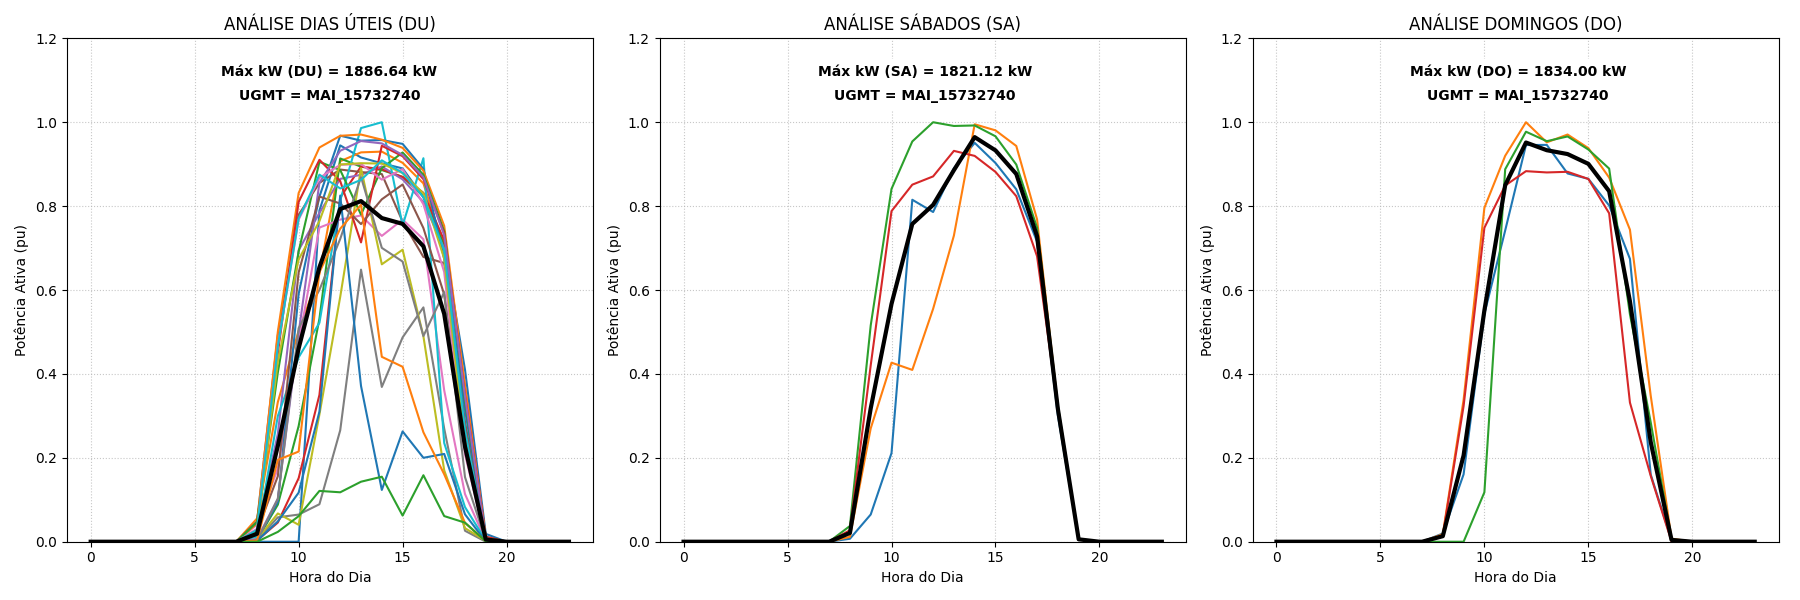 ANÁLISE DIAS ÚTEIS (DU)
Máx kW (DU) = 1886.64 kW
UGMT = MAI_15732740
Potência Ativa (pu)
1.2
1.0
0.8
0.6
0.4
0.2
0.0
0 5 10 15 20
Hora do Dia
ANÁLISE SÁBADOS (SA)
Máx kW (SA) = 1821.12 kW
UGMT = MAI_15732740
Potência Ativa (pu)
1.2
1.0
0.8
0.6
0.4
0.2
0.0
0 5 10 15 20
Hora do Dia
ANÁLISE DOMINGOS (DO)
Máx kW (DO) = 1834.00 kW
UGMT = MAI_15732740
Potência Ativa (pu)
1.2
1.0
0.8
0.6
0.4
0.2
0.0
0 5 10 15 20
Hora do Dia